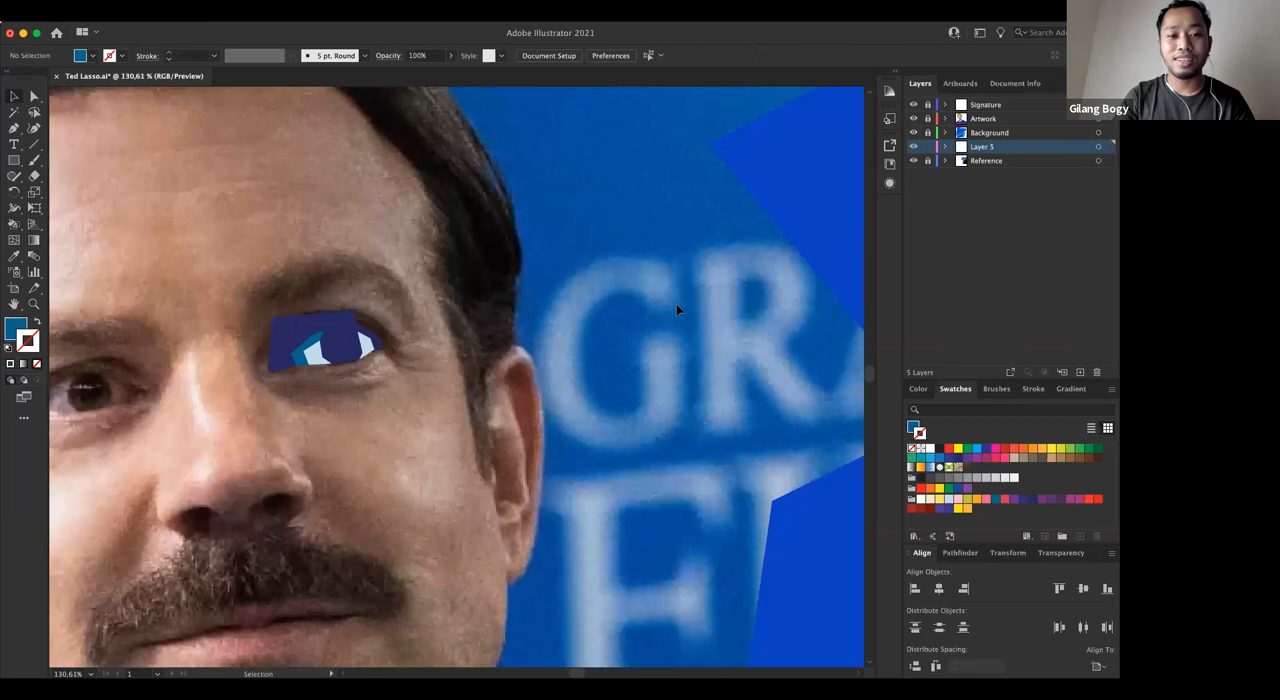 Adobe Illustrator 2021
Search Ad
No Selection
Stroke:
5 pt. Round
Opacity: 100%
Style:
Document Setup
Preferences
Gilang Bogy
× Ted Lasso.ai* @ 130,61 % (RGB/Preview)
Layers Artboards Document Info
Signature
Artwork
Background
Layer 5
Reference
GRA
5 Layers
Color Swatches Brushes Stroke Gradient
Align Pathfinder Transform Transparency
Align Objects:
Distribute Objects:
Distribute Spacing: Align To:
130,61% 1 Selection